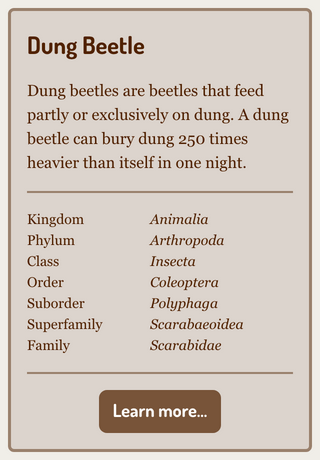 Dung Beetle
Dung beetles are beetles that feed
partly or exclusively on dung. A dung
beetle can bury dung 250 times
heavier than itself in one night.
Kingdom Animalia
Phylum Arthropoda
Class Insecta
Order Coleoptera
Suborder Polyphaga
Superfamily Scarabaeoidea
Family Scarabidae
Learn more...